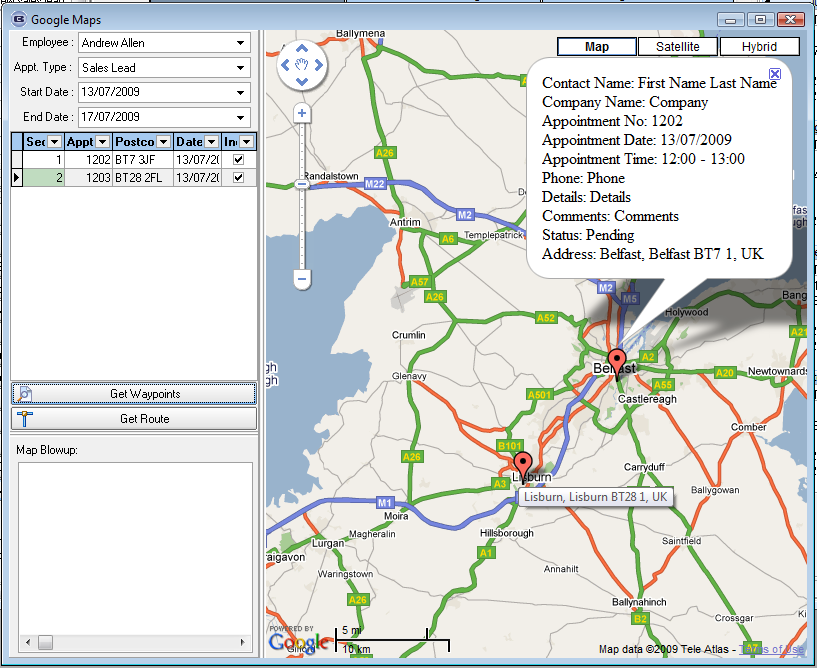 Google Maps
Employee : Andrew Allen
Appt. Type : Sales Lead
Start Date : 13/07/2009
End Date : 17/07/2009
Sec Appt Postco Date In
1 1202 BT7 3JF 13/07/20
2 1203 BT28 2FL 13/07/20
Get Waypoints
Get Route
Map Blowup:
Map Satellite Hybrid
Contact Name: First Name Last Name
Company Name: Company
Appointment No: 1202
Appointment Date: 13/07/2009
Appointment Time: 12:00 - 13:00
Phone: Phone
Details: Details
Comments: Comments
Status: Pending
Address: Belfast, Belfast BT7 1, UK
Ballymena
A26
Randalstown
M22
M2
Antrim
A6
Templepatrick
A57
A26
M2
M5
Bang
Holywood
A52
A21
Crumlin
A2
Belfast
Glenavy
A20
Newtownards
A55
A501
Castlereagh
Comber
B101
A26
Carryduff
Lisburn
A3
Lisburn, Lisburn BT28 1, UK
Ballygowan
M1
Moira
Magheralin
Hillsborough
Lurgan
Saintfield
raigavon
A1
Waringstown
Annahilt
A26
Ballynahinch
B2
Crossgar
POWERED BY
Google
Gilford
5 mi
10 km
A7
Map data ©2009 Tele Atlas - Terms of Use